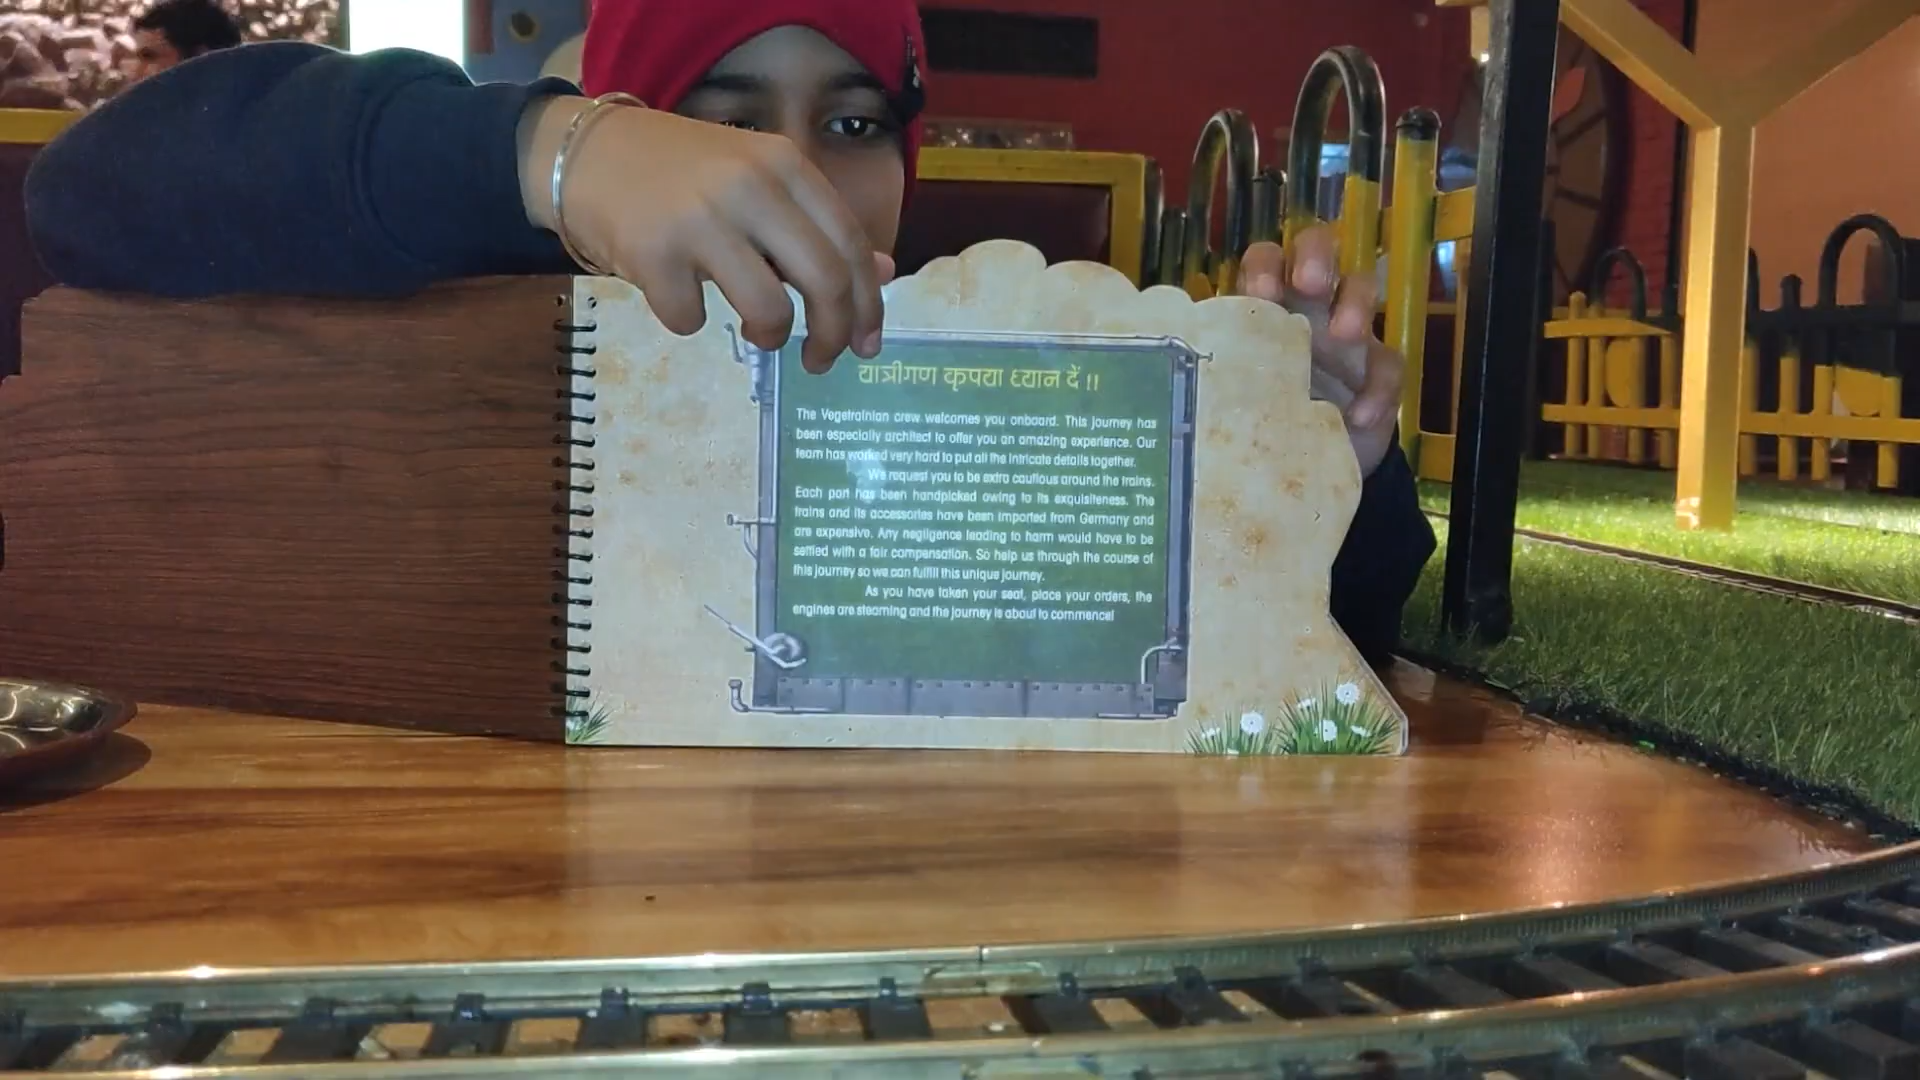 यात्रीगण कृपया ध्यान दें !!
The Vegetrainian crew welcomes you onboard. This journey has
been especially architect to offer you an amazing experience. Our
team has worked very hard to put all the intricate details together.
We request you to be extra cautious around the trains.
Each part has been handpicked owing to its exquisiteness. The
trains and its accessories have been imported from Germany and
are expensive. Any negligence leading to harm would have to be
settled with a fair compensation. So help us through the course of
this journey so we can fulfill this unique journey.
As you have taken your seat, place your orders, the
engines are steaming and the journey is about to commence!